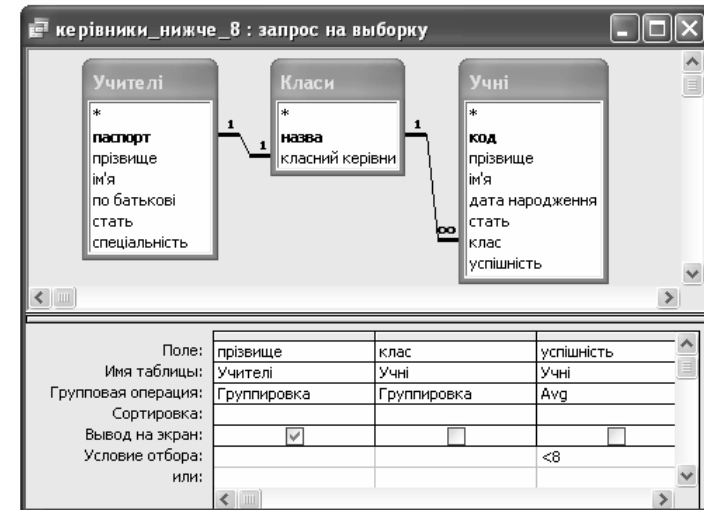 керівники_нижче_8 : запрос на выборку
Учителі
*
паспорт
прізвище
ім'я
по батькові
стать
спеціальність
1
1
Класи
*
назва
класний керівни
1
∞
Учні
*
код
прізвище
ім'я
дата народження
стать
клас
успішність
Поле: прізвище клас успішність
Имя таблицы: Учителі Учні Учні
Групповая операция: Группировка Группировка Avg
Сортировка:
Вывод на экран:
Условие отбора: <8
или: